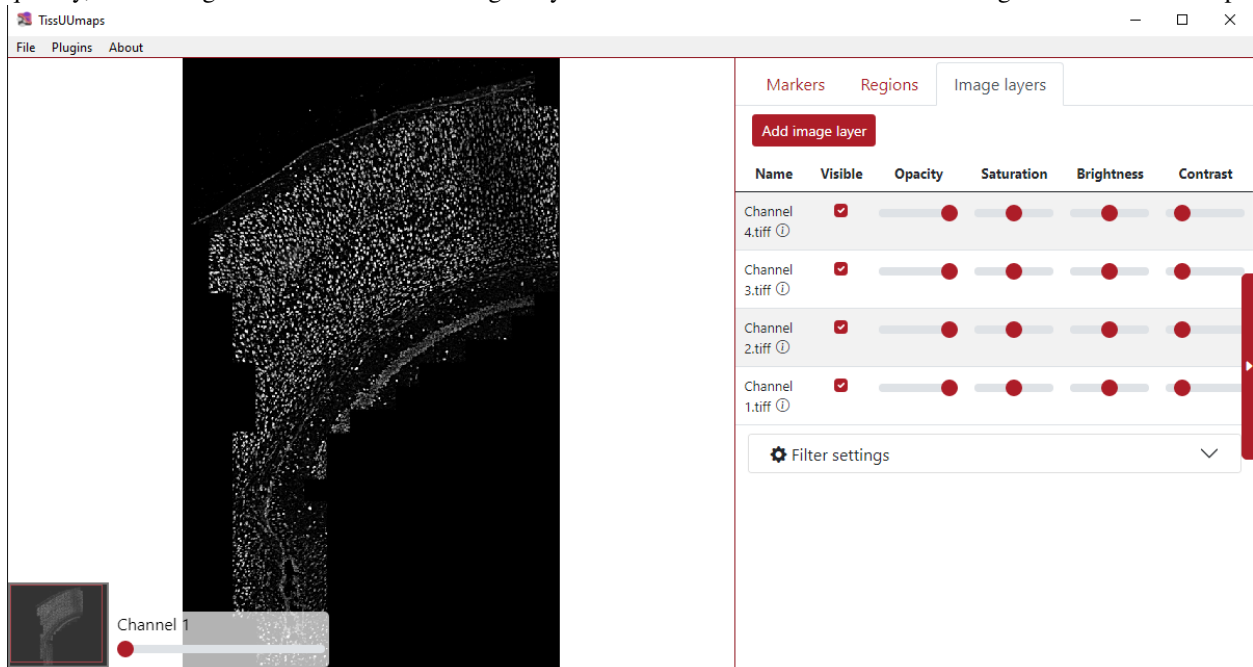 TissUUmaps
File Plugins About
Markers Regions Image layers
Add image layer
Name Visible Opacity Saturation Brightness Contrast
Channel
4.tiff
Channel
3.tiff
Channel
2.tiff
Channel
1.tiff
Filter settings
Channel 1